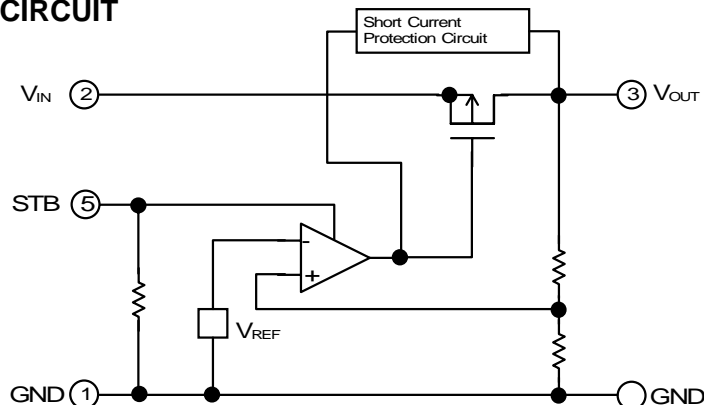 CIRCUIT
Short Current
Protection Circuit
VIN 2
3 VOUT
STB 5
-
+
VREF
GND 1
GND